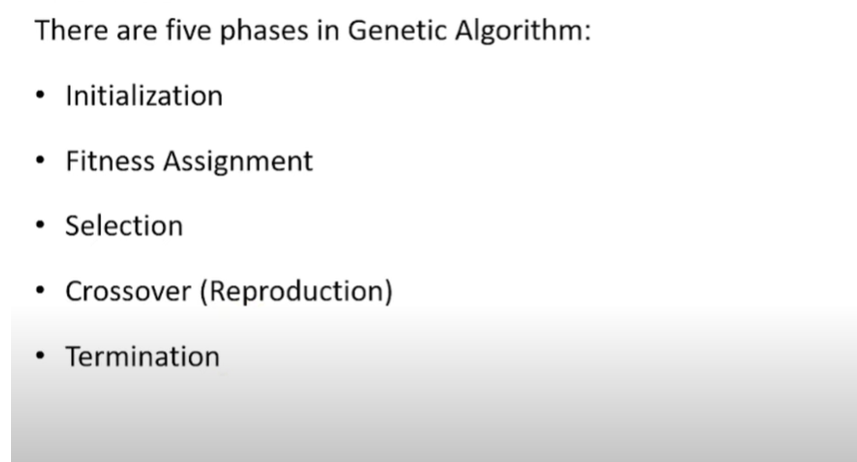 There are five phases in Genetic Algorithm:
• Initialization
• Fitness Assignment
• Selection
• Crossover (Reproduction)
• Termination